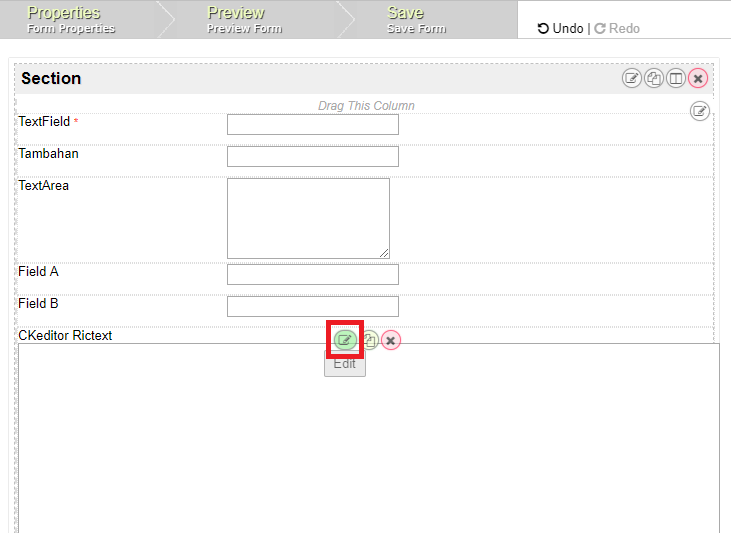 Properties
Form Properties
Preview
Preview Form
Save
Save Form
Undo | Redo
Section
Drag This Column
TextField *
Tambahan
TextArea
Field A
Field B
CKeditor Rictext
Edit